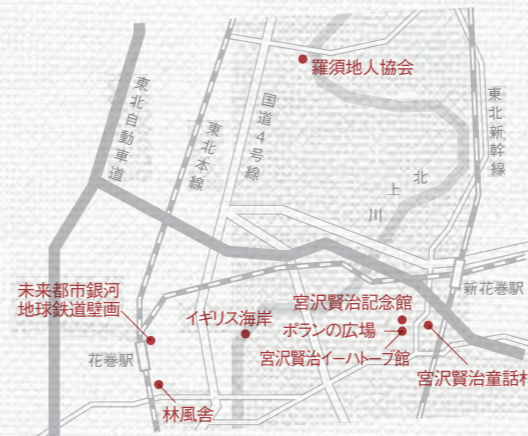 羅須地人協会
東北自動車道
東北本線
国道4号線
東北新幹線
北上川
未来都市銀河
地球鉄道壁画
イギリス海岸
宮沢賢治記念館
ポランの広場
宮沢賢治イーハトーブ館
新花巻駅
宮沢賢治童話村
花巻駅
林風舎